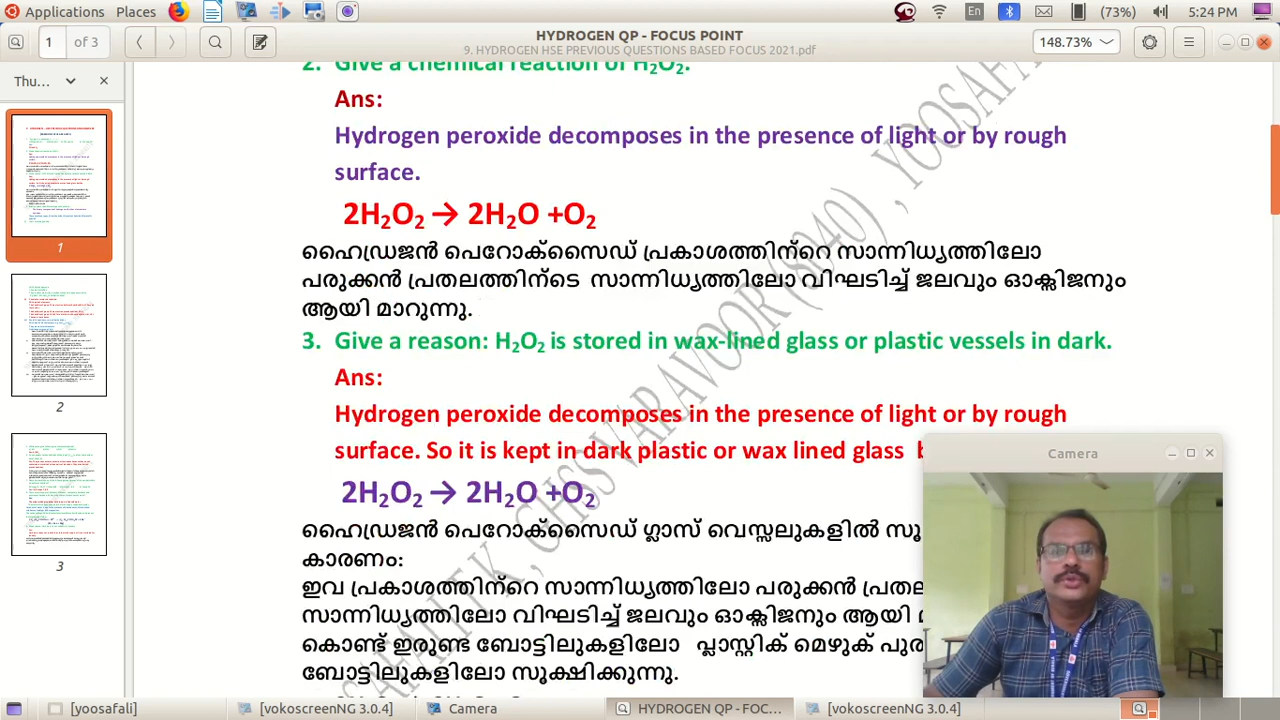 Applications Places En (73%) 5:24 PM
1 of 3 HYDROGEN QP - FOCUS POINT 148.73%
9. HYDROGEN HSE PREVIOUS QUESTIONS BASED FOCUS 2021.pdf
Thu...
1
2
3
2. Give a chemical reaction of H₂O₂.
Ans:
Hydrogen peroxide decomposes in the presence of light or by rough
surface.
2H₂O₂ → 2H₂O +O₂
ഹൈഡ്രജൻ പെറോക്സൈഡ് പ്രകാശത്തിന്റെ സാന്നിധ്യത്തിലോ
പരുക്കൻ പ്രതലത്തിന്ടെ സാന്നിധ്യത്തിലോ വിഘടിച്ച് ജലവും ഓക്സിജനും
ആയി മാറുന്നു.
3. Give a reason: H₂O₂ is stored in wax-lined glass or plastic vessels in dark.
Ans:
Hydrogen peroxide decomposes in the presence of light or by rough
surface. So it is kept in dark plastic or wax lined glass
2H₂O₂ → 2H₂O +O₂
ഹൈഡ്രജൻ പെറോക്സൈഡ് ഗ്ലാസ് വെസ്സലുകളിൽ
കാരണം:
ഇവ പ്രകാശത്തിന്റെ സാന്നിധ്യത്തിലോ പരുക്കൻ
സാന്നിധ്യത്തിലോ വിഘടിച്ച് ജലവും ഓക്സിജനും ആയി
കൊണ്ട് ഇരുണ്ട ബോട്ടിലുകളിലോ പ്ലാസ്റ്റിക് മെഴുക്
ബോട്ടിലുകളിലോ സൂക്ഷിക്കുന്നു.
Camera
[yoosafali] [vokoscreenNG 3.0.4] Camera HYDROGEN QP - FOC... [vokoscreenNG 3.0.4]